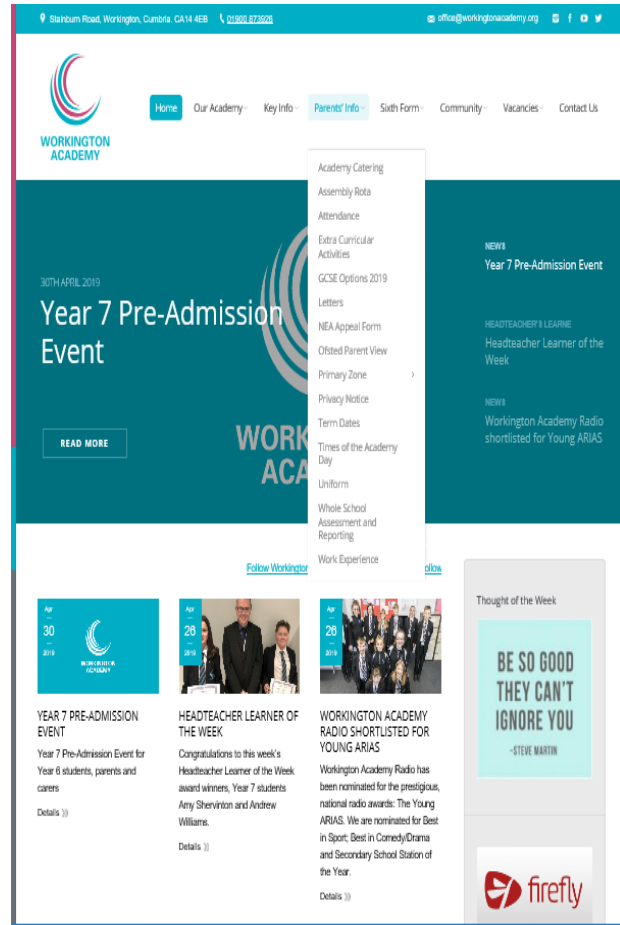 Stainburn Road, Workington, Cumbria. CA14 4EB
01900 873926
office@workingtonacademy.org
WORKINGTON
ACADEMY
Home
Our Academy
Key Info
Parents' Info
Sixth Form
Community
Vacancies
Contact Us
Academy Catering
Assembly Rota
Attendance
Extra Curricular
Activities
GCSE Options 2019
Letters
NEA Appeal Form
Ofsted Parent View
Primary Zone
Privacy Notice
Term Dates
Times of the Academy
Day
Uniform
Whole School
Assessment and
Reporting
Work Experience
30TH APRIL 2019
Year 7 Pre-Admission
Event
READ MORE
WORK
ACA
NEWS
Year 7 Pre-Admission Event
HEADTEACHER'S LEARNE
Headteacher Learner of the
Week
NEWS
Workington Academy Radio
shortlisted for Young ARIAS
Follow Workington
ollow
Apr
30
2019
WORKINGTON
ACADEMY
YEAR 7 PRE-ADMISSION
EVENT
Year 7 Pre-Admission Event for
Year 6 students, parents and
carers
Details
Apr
26
2019
HEADTEACHER LEARNER OF
THE WEEK
Congratulations to this week's
Headteacher Learner of the Week
award winners, Year 7 students
Amy Shervinton and Andrew
Williams.
Details
Apr
26
2019
WORKINGTON ACADEMY
RADIO SHORTLISTED FOR
YOUNG ARIAS
Workington Academy Radio has
been nominated for the prestigious,
national radio awards: The Young
ARIAS. We are nominated for Best
in Sport; Best in Comedy/Drama
and Secondary School Station of
the Year.
Details
Thought of the Week
BE SO GOOD
THEY CAN'T
IGNORE YOU
~STEVE MARTIN
firefly